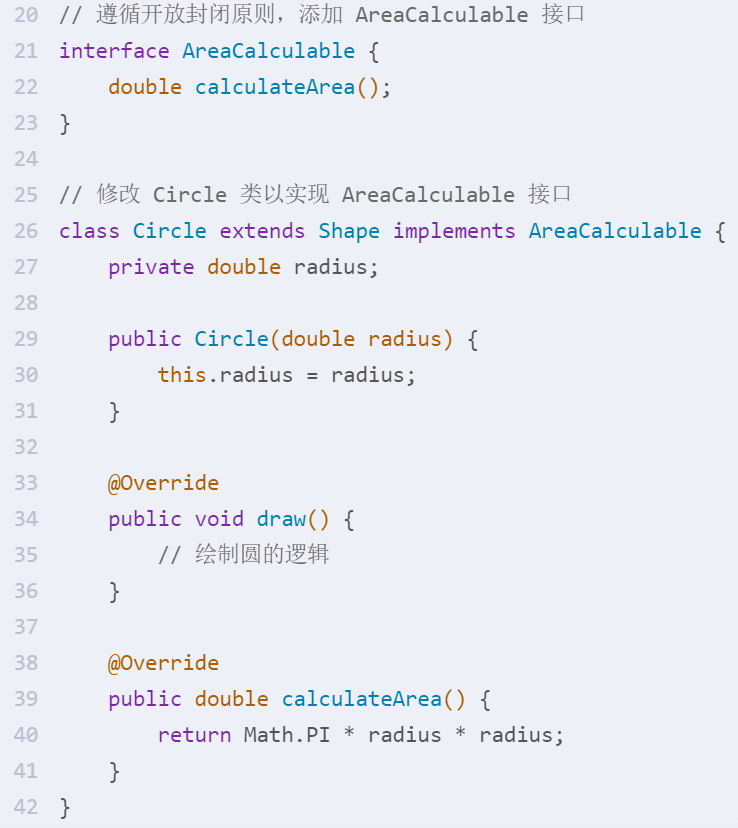 20 // 遵循开放封闭原则，添加 AreaCalculable 接口
21 interface AreaCalculable {
22     double calculateArea();
23 }
24
25 // 修改 Circle 类以实现 AreaCalculable 接口
26 class Circle extends Shape implements AreaCalculable {
27     private double radius;
28
29     public Circle(double radius) {
30         this.radius = radius;
31     }
32
33     @Override
34     public void draw() {
35         // 绘制圆的逻辑
36     }
37
38     @Override
39     public double calculateArea() {
40         return Math.PI * radius * radius;
41     }
42 }